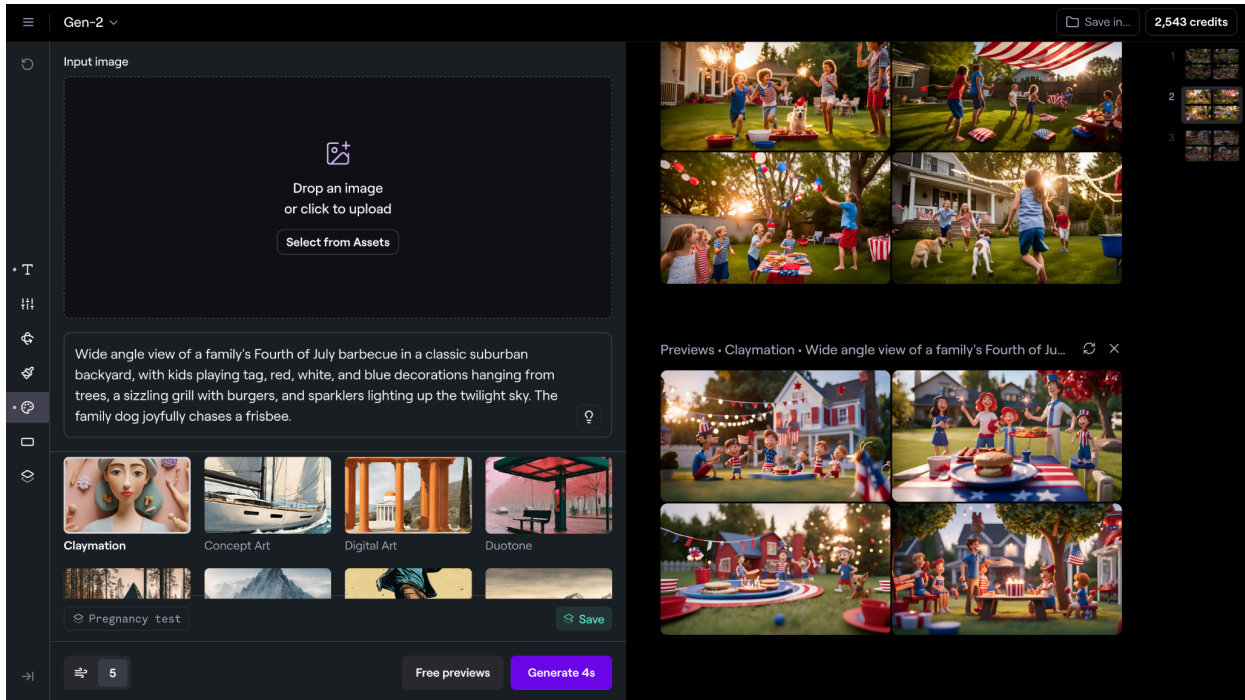 Gen-2
Save in...
2,543 credits
Input image
Drop an image
or click to upload
Select from Assets
Wide angle view of a family's Fourth of July barbecue in a classic suburban
backyard, with kids playing tag, red, white, and blue decorations hanging from
trees, a sizzling grill with burgers, and sparklers lighting up the twilight sky. The
family dog joyfully chases a frisbee.
Claymation
Concept Art
Digital Art
Duotone
Pregnancy test
Save
5
Free previews
Generate 4s
1
2
3
Previews • Claymation • Wide angle view of a family's Fourth of Ju...